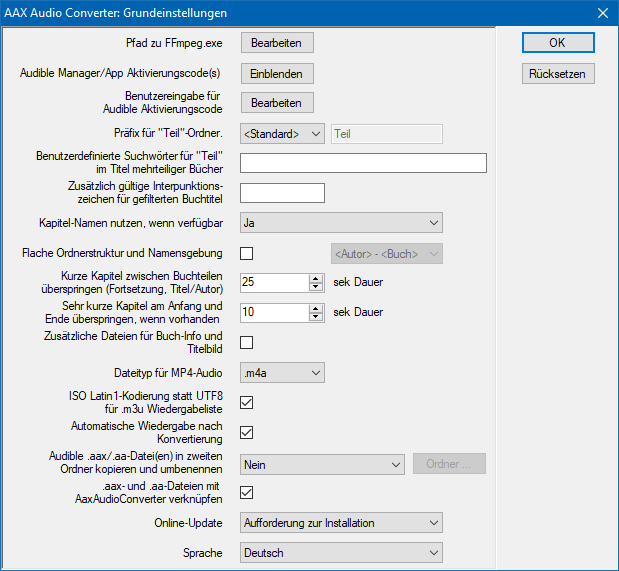 AAX Audio Converter: Grundeinstellungen
Pfad zu FFmpeg.exe
Bearbeiten
OK
Audible Manager/App Aktivierungscode(s)
Einblenden
Rücksetzen
Benutzereingabe für
Audible Aktivierungscode
Bearbeiten
Präfix für "Teil"-Ordner.
<Standard>
Teil
Benutzerdefinierte Suchwörter für "Teil"
im Titel mehrteiliger Bücher
Zusätzlich gültige Interpunktions-
zeichen für gefilterten Buchtitel
Kapitel-Namen nutzen, wenn verfügbar
Ja
Flache Ordnerstruktur und Namensgebung
<Autor> - <Buch>
Kurze Kapitel zwischen Buchteilen
überspringen (Fortsetzung, Titel/Autor)
25
sek Dauer
Sehr kurze Kapitel am Anfang und
Ende überspringen, wenn vorhanden
10
sek Dauer
Zusätzliche Dateien für Buch-Info und
Titelbild
Dateityp für MP4-Audio
.m4a
ISO Latin1-Kodierung statt UTF8
für .m3u Wiedergabeliste
Automatische Wiedergabe nach
Konvertierung
Audible .aax/.aa-Datei(en) in zweiten
Ordner kopieren und umbenennen
Nein
Ordner ...
.aax- und .aa-Dateien mit
AaxAudioConverter verknüpfen
Online-Update
Aufforderung zur Installation
Sprache
Deutsch